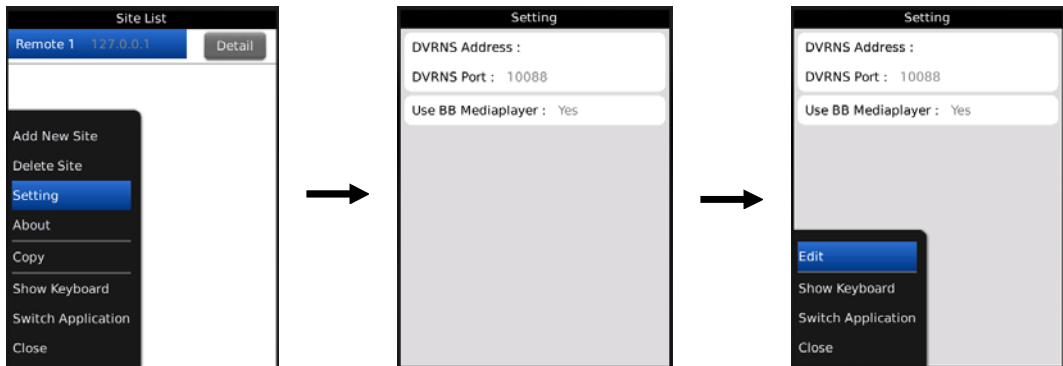 Site List
Remote 1 127.0.0.1 Detail
Add New Site
Delete Site
Setting
About
Copy
Show Keyboard
Switch Application
Close
Setting
DVRNS Address :
DVRNS Port : 10088
Use BB Mediaplayer : Yes
Setting
DVRNS Address :
DVRNS Port : 10088
Use BB Mediaplayer : Yes
Edit
Show Keyboard
Switch Application
Close